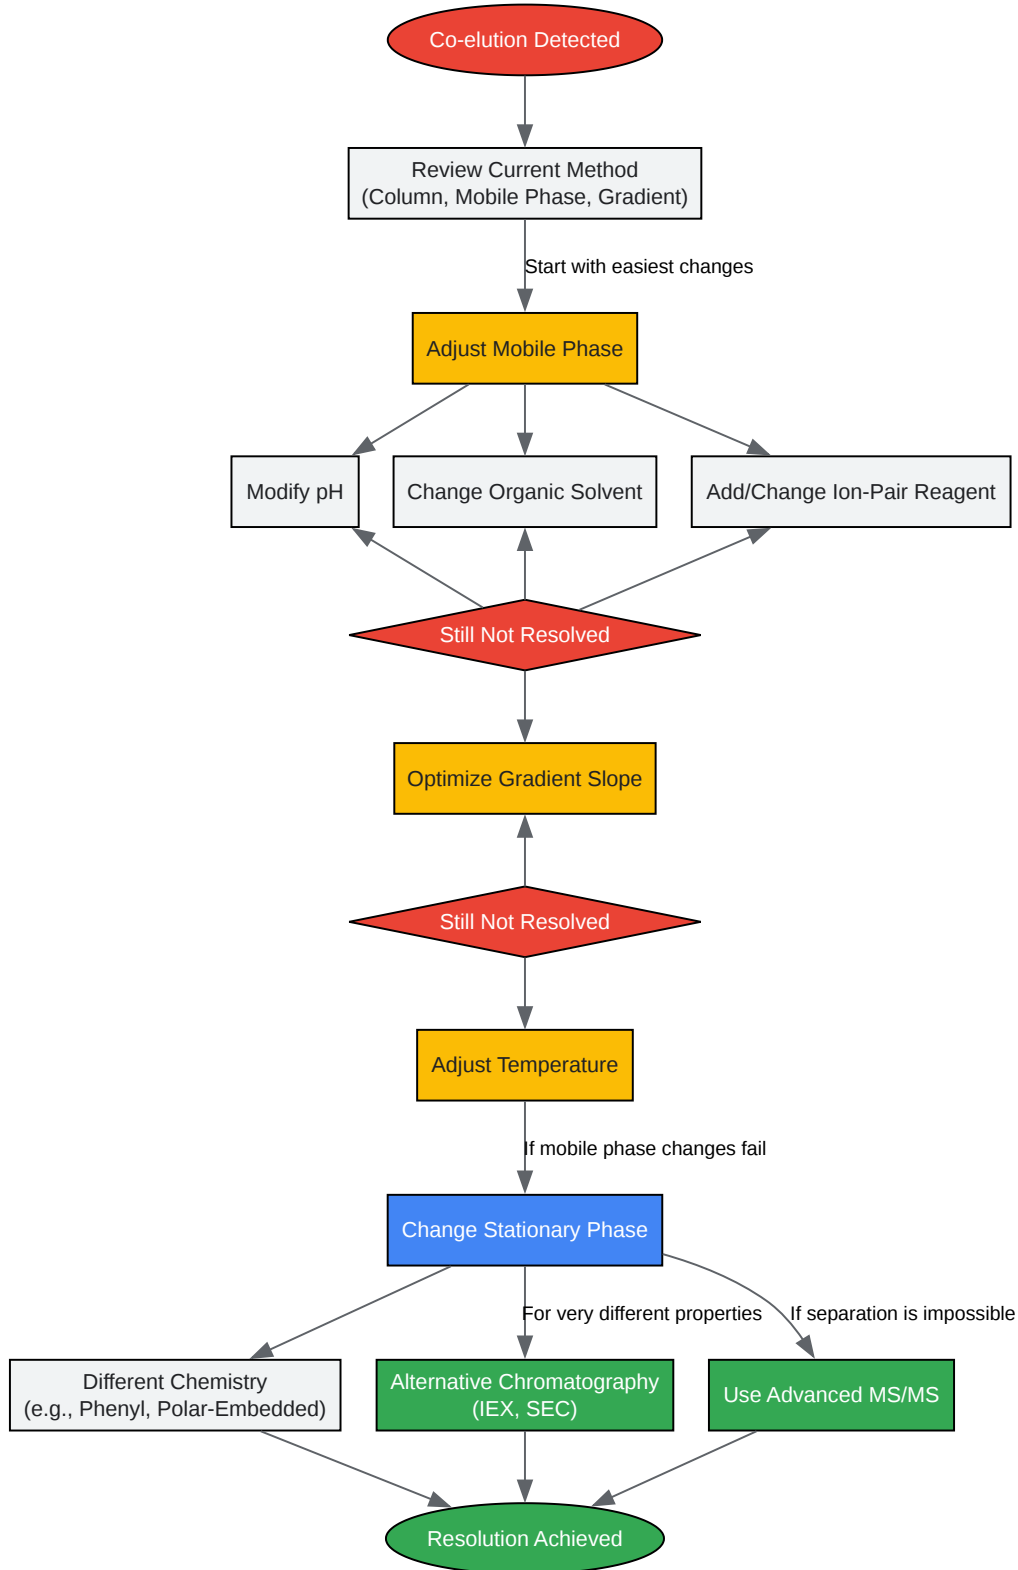 Co-elution Detected
Review Current Method
(Column, Mobile Phase, Gradient)
Start with easiest changes
Adjust Mobile Phase
Modify pH
Change Organic Solvent
Add/Change Ion-Pair Reagent
Still Not Resolved
Optimize Gradient Slope
Still Not Resolved
Adjust Temperature
If mobile phase changes fail
Change Stationary Phase
For very different properties
If separation is impossible
Different Chemistry
(e.g., Phenyl, Polar-Embedded)
Alternative Chromatography
(IEX, SEC)
Use Advanced MS/MS
Resolution Achieved